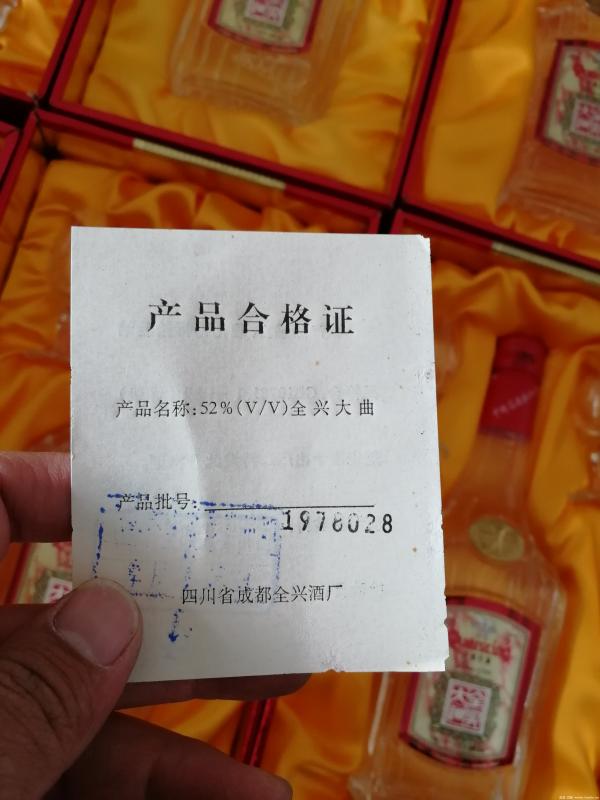 产品合格证
产品名称:52%(V/V)全兴大曲
产品批号:
1978028
四川省成都全兴酒厂